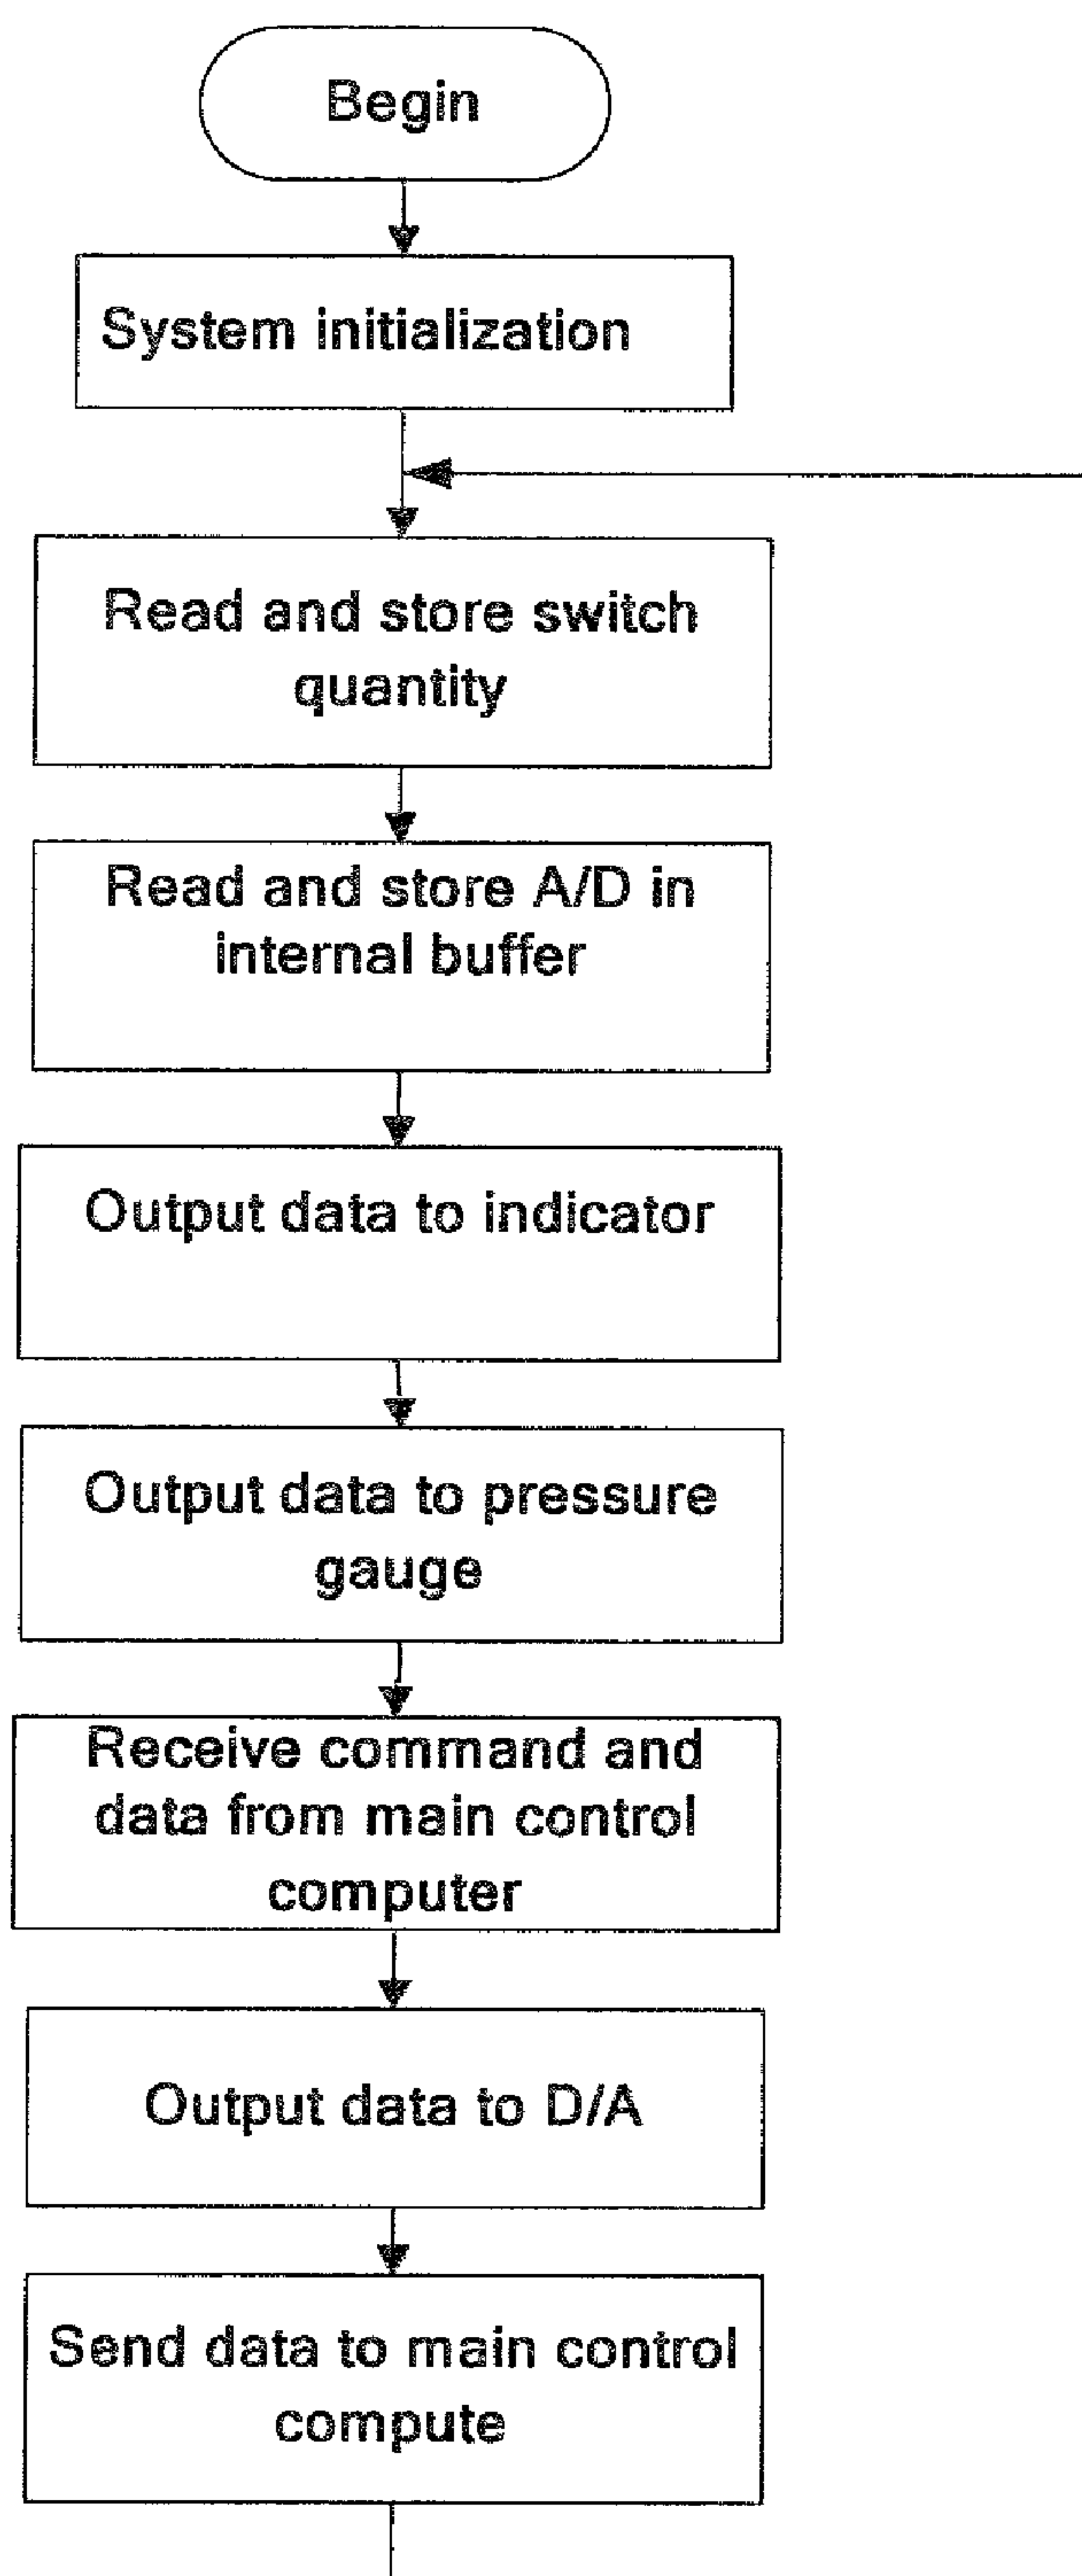 Begin
System initialization
Read and store switch
quantity
Read and store A/D in
internal buffer
Output data to indicator
Output data to pressure
gauge
Receive command and
data from main control
computer
Output data to D/A
Send data to main control
compute